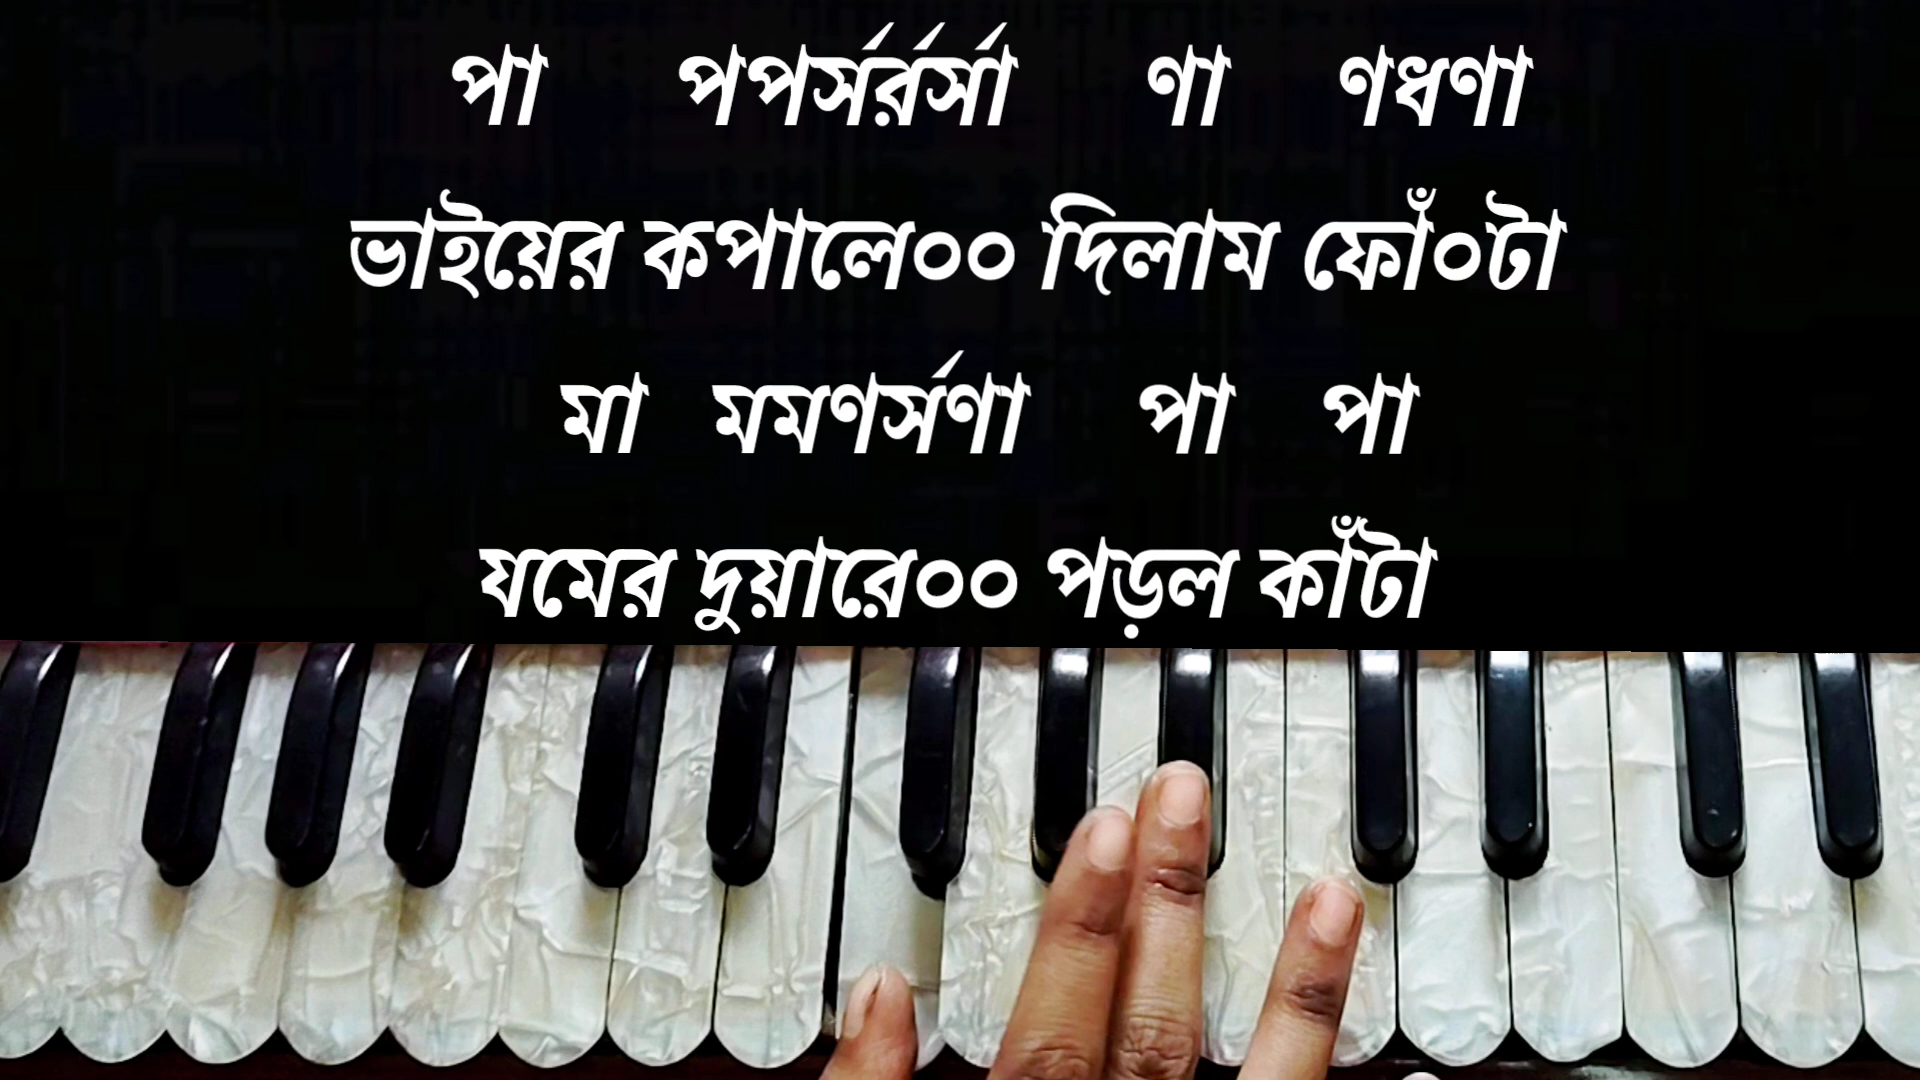 পা পপর্সর্রর্সা ণা ণধণা
ভাইয়ের কপালে০০ দিলাম ফোঁ০টা
মা মমণর্সণা পা পা
যমের দুয়ারে০০ পড়ল কাঁটা